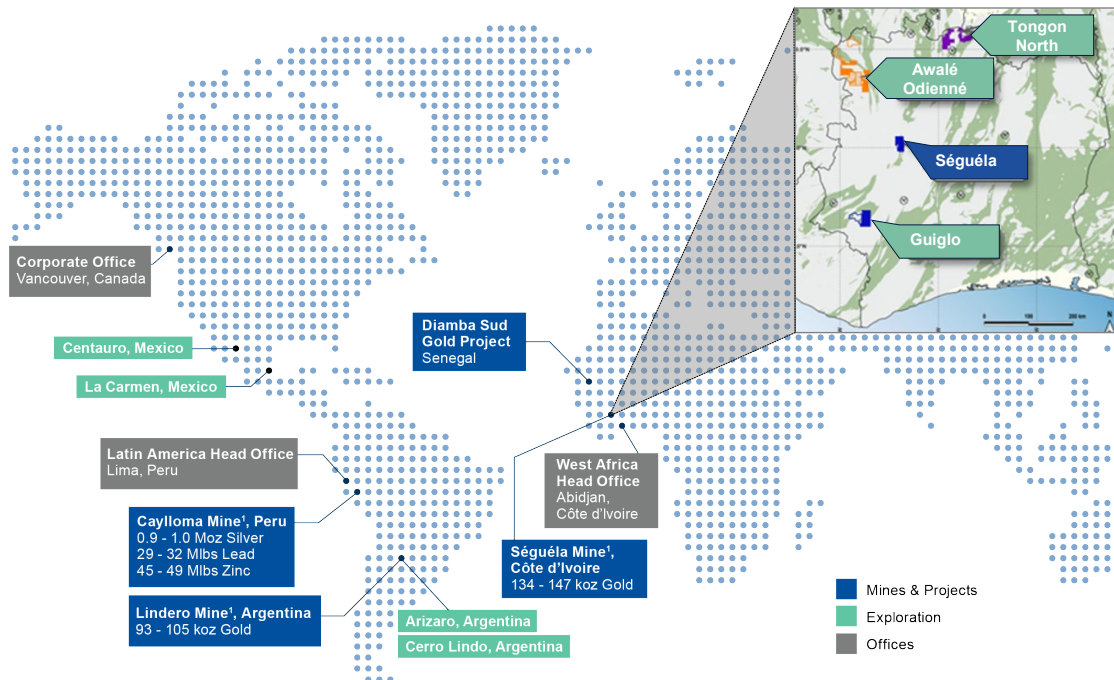 Tongon
North
Awalé
Odienné
Séguéla
Guiglo
Corporate Office
Vancouver, Canada
Centauro, Mexico
La Carmen, Mexico
Diamba Sud
Gold Project
Senegal
Latin America Head Office
Lima, Peru
West Africa
Head Office
Abidjan,
Côte d'Ivoire
Caylloma Mine¹, Peru
0.9 - 1.0 Moz Silver
29 - 32 Mlbs Lead
45 - 49 Mlbs Zinc
Séguéla Mine¹,
Côte d'Ivoire
134 - 147 koz Gold
Lindero Mine¹, Argentina
93 - 105 koz Gold
Arizaro, Argentina
Cerro Lindo, Argentina
Mines & Projects
Exploration
Offices